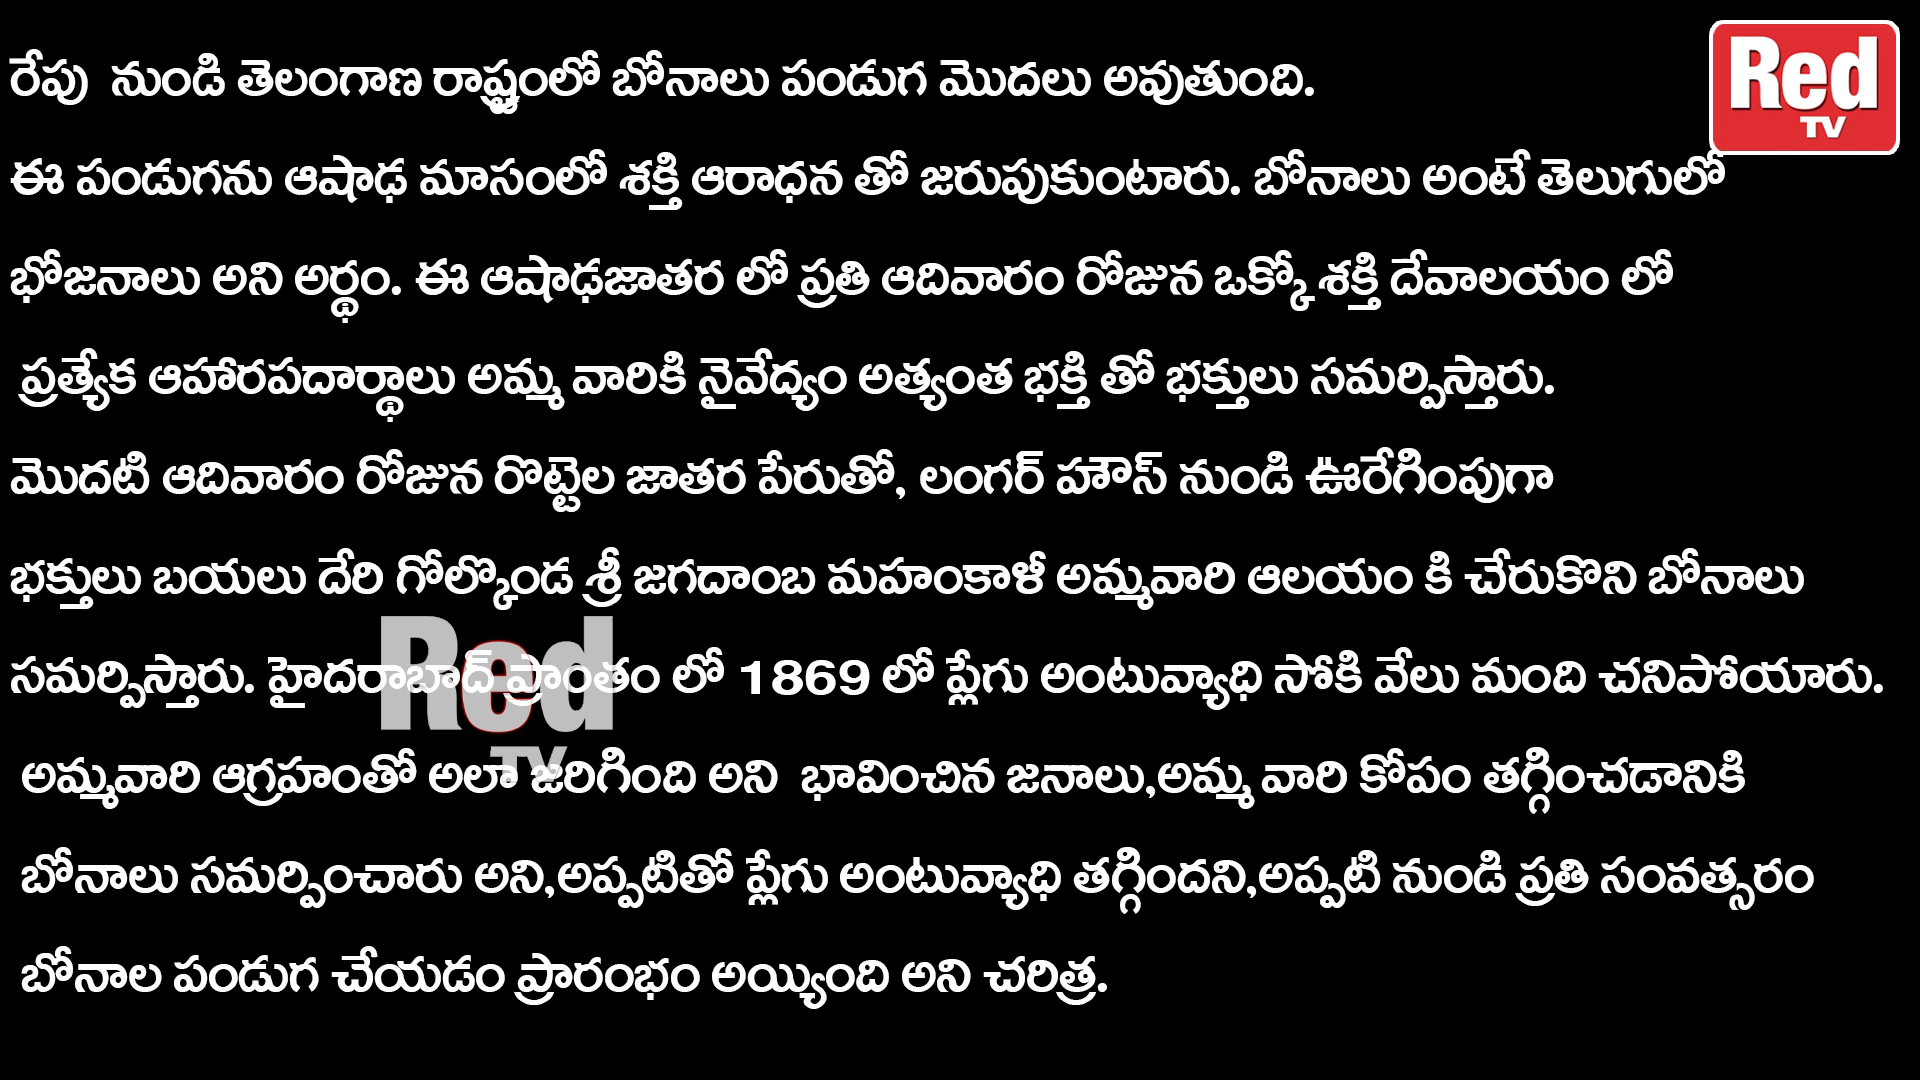 రేపు నుండి తెలంగాణ రాష్ట్రంలో బోనాలు పండుగ మొదలు అవుతుంది.
Red
TV
ఈ పండుగను ఆషాఢ మాసంలో శక్తి ఆరాధన తో జరుపుకుంటారు. బోనాలు అంటే తెలుగులో
భోజనాలు అని అర్థం. ఈ ఆషాఢజాతర లో ప్రతి ఆదివారం రోజున ఒక్కో శక్తి దేవాలయం లో
ప్రత్యేక ఆహారపదార్థాలు అమ్మ వారికి నైవేద్యం అత్యంత భక్తి తో భక్తులు సమర్పిస్తారు.
మొదటి ఆదివారం రోజున రొట్టెల జాతర పేరుతో, లంగర్ హౌస్ నుండి ఊరేగింపుగా
భక్తులు బయలు దేరి గోల్కొండ శ్రీ జగదాంబ మహంకాళీ అమ్మవారి ఆలయం కి చేరుకొని బోనాలు
సమర్పిస్తారు. హైదరాబాద్ ప్రాంతం లో 1869 లో ప్లేగు అంటువ్యాధి సోకి వేలు మంది చనిపోయారు.
Red
TV
అమ్మవారి ఆగ్రహంతో అలా జరిగింది అని భావించిన జనాలు,అమ్మ వారి కోపం తగ్గించడానికి
బోనాలు సమర్పించారు అని,అప్పటితో ప్లేగు అంటువ్యాధి తగ్గిందని,అప్పటి నుండి ప్రతి సంవత్సరం
బోనాల పండుగ చేయడం ప్రారంభం అయ్యింది అని చరిత్ర.